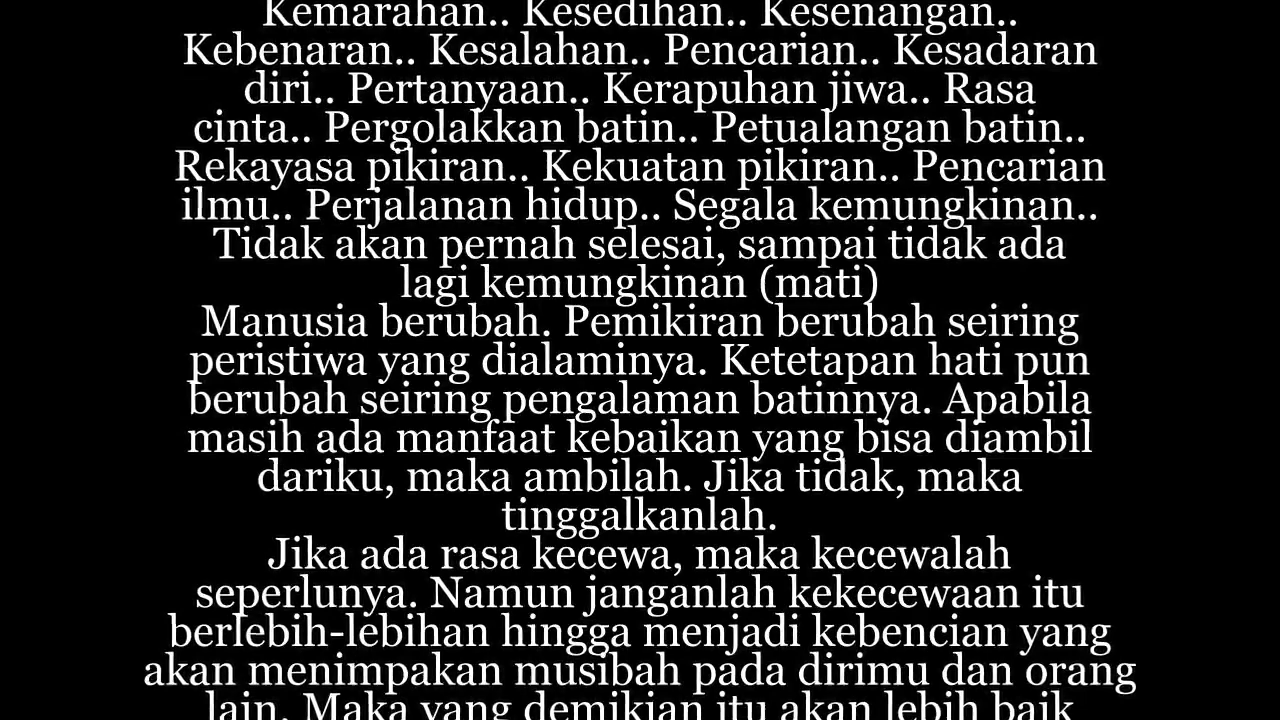 Kemarahan.. Kesedihan.. Kesenangan..
Kebenaran.. Kesalahan.. Pencarian.. Kesadaran
diri.. Pertanyaan.. Kerapuhan jiwa.. Rasa
cinta.. Pergolakkan batin.. Petualangan batin..
Rekayasa pikiran.. Kekuatan pikiran.. Pencarian
ilmu.. Perjalanan hidup.. Segala kemungkinan..
Tidak akan pernah selesai, sampai tidak ada
lagi kemungkinan (mati)
Manusia berubah. Pemikiran berubah seiring
peristiwa yang dialaminya. Ketetapan hati pun
berubah seiring pengalaman batinnya. Apabila
masih ada manfaat kebaikan yang bisa diambil
dariku, maka ambilah. Jika tidak, maka
tinggalkanlah.
Jika ada rasa kecewa, maka kecewalah
seperlunya. Namun janganlah kekecewaan itu
berlebih-lebihan hingga menjadi kebencian yang
akan menimpakan musibah pada dirimu dan orang
lain. Maka yang demikian itu akan lebih baik